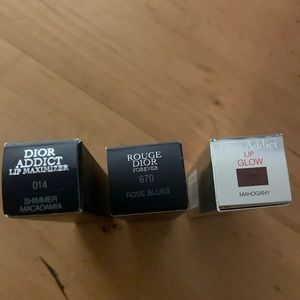 DIOR
ADDICT
LIP MAXIMIZER
014
SHIMMER
MACADAMIA
ROUGE
DIOR
FOREVER
670
ROSE BLUES
Addict
LIP
GLOW
MAHOGANY